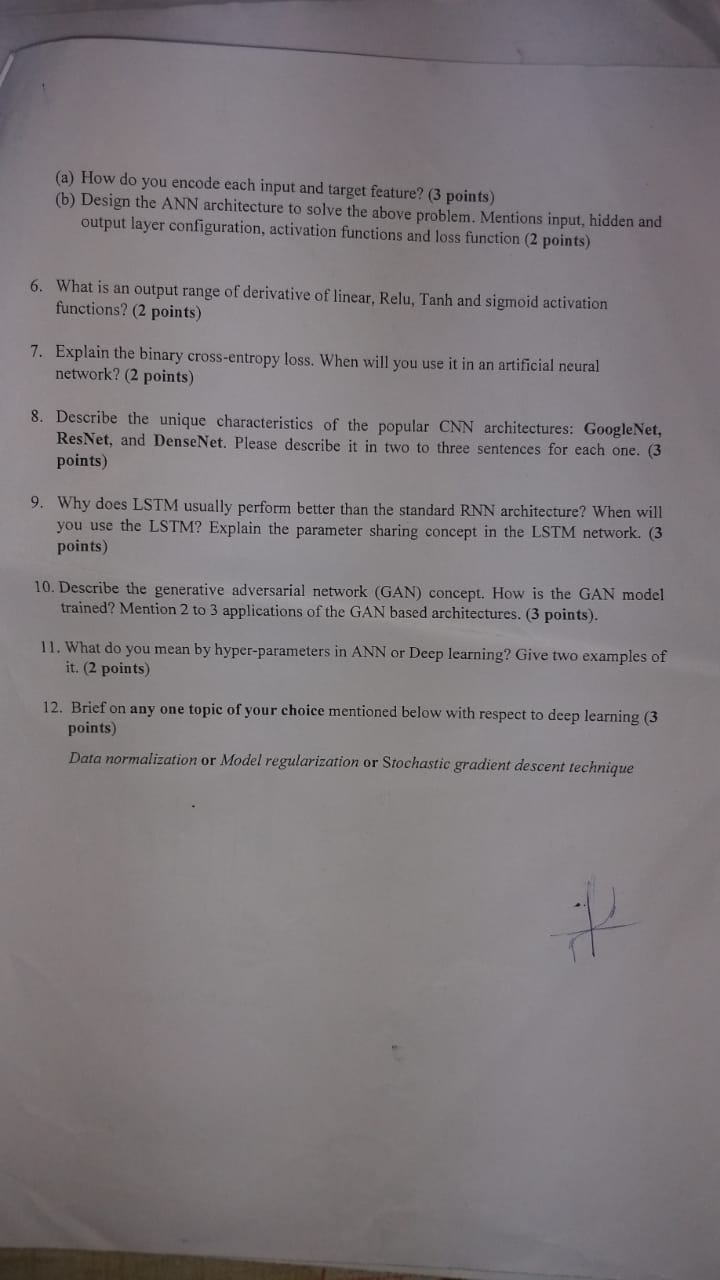 (a) How do you encode each input and target feature? (3 points)
(b) Design the ANN architecture to solve the above problem. Mentions input, hidden and
output layer configuration, activation functions and loss function (2 points)
6. What is an output range of derivative of linear, Relu, Tanh and sigmoid activation
functions? (2 points)
7. Explain the binary cross-entropy loss. When will you use it in an artificial neural
network? (2 points)
8. Describe the unique characteristics of the popular CNN architectures: GoogleNet,
ResNet, and DenseNet. Please describe it in two to three sentences for each one. (3
points)
9. Why does LSTM usually perform better than the standard RNN architecture? When will
you use the LSTM? Explain the parameter sharing concept in the LSTM network. (3
points)
10. Describe the generative adversarial network (GAN) concept. How is the GAN model
trained? Mention 2 to 3 applications of the GAN based architectures. (3 points).
11. What do you mean by hyper-parameters in ANN or Deep learning? Give two examples of
it. (2 points)
12. Brief on any one topic of your choice mentioned below with respect to deep learning (3
points)
Data normalization or Model regularization or Stochastic gradient descent technique